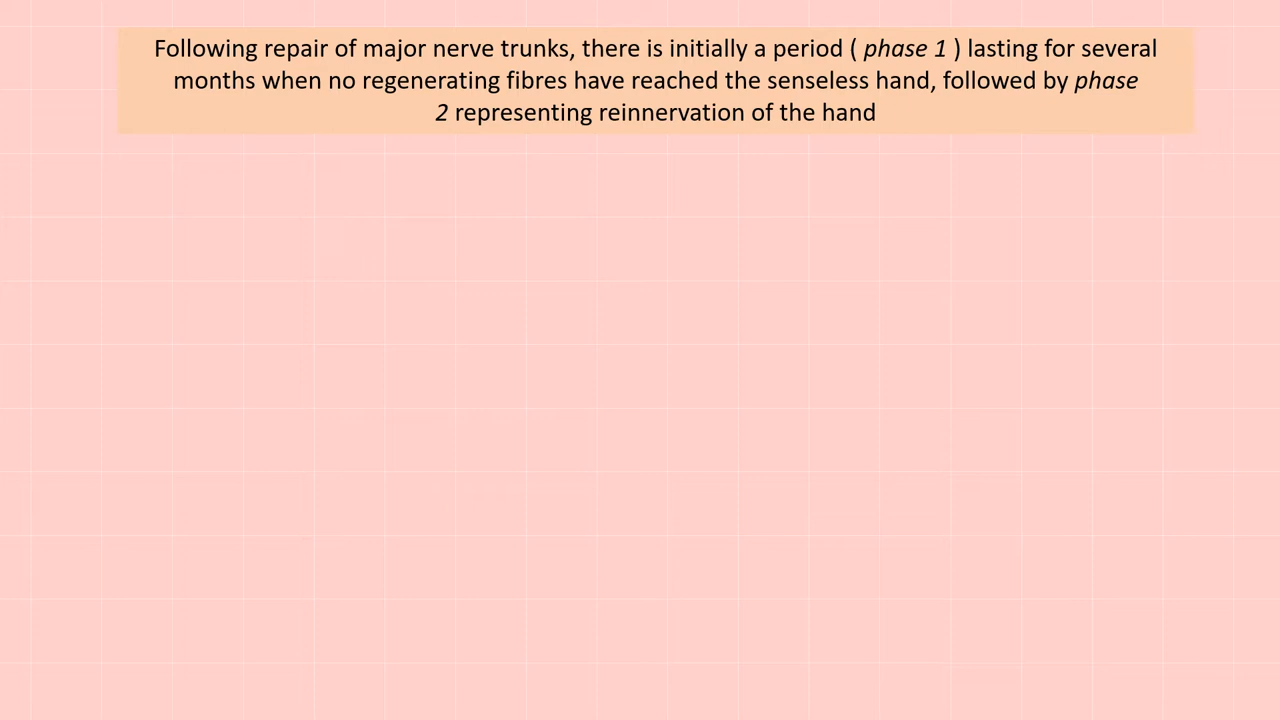 Following repair of major nerve trunks, there is initially a period ( phase 1 ) lasting for several
months when no regenerating fibres have reached the senseless hand, followed by phase
2 representing reinnervation of the hand